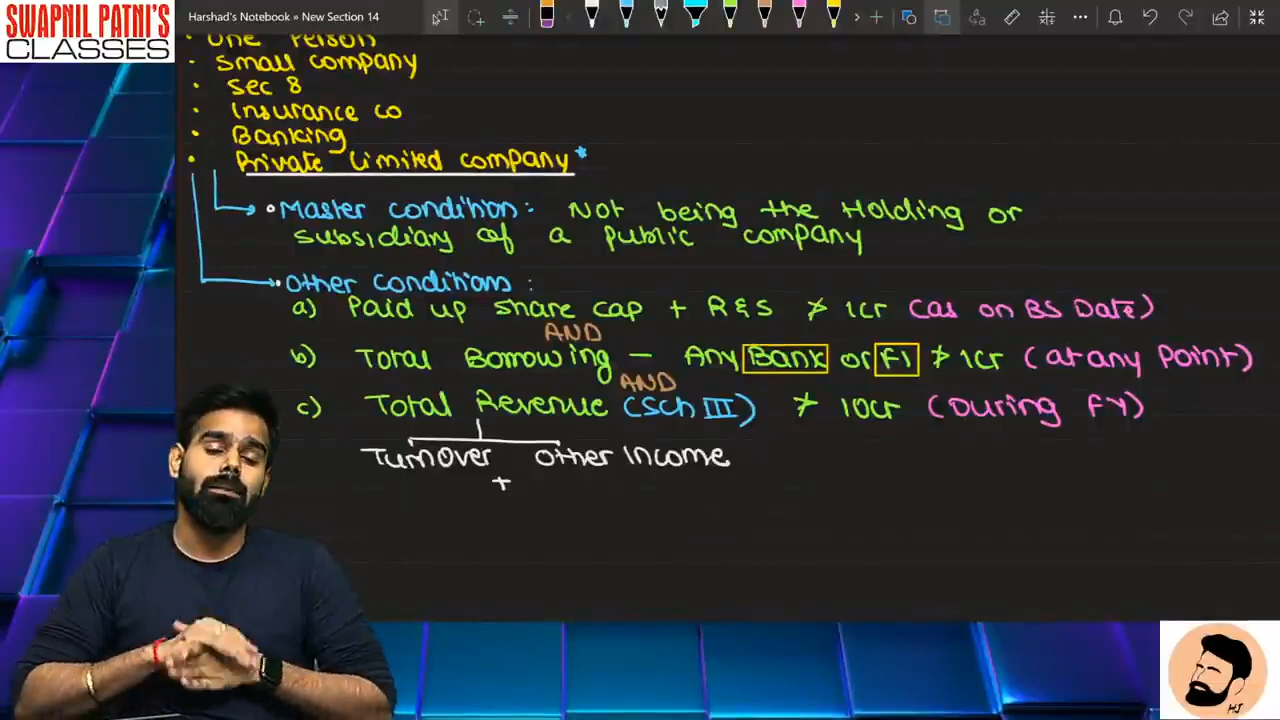 SWAPNIL PATNI'S
CLASSES
Harshad's Notebook » New Section 14
• One Person
• Small company
• Sec 8
• Insurance co
• Banking
• Private Limited company *
• Master condition: Not being the Holding or
subsidiary of a public company
• Other conditions:
a) Paid up share cap + R&S ≯ 1cr (as on BS Date)
AND
b) Total Borrowing - Any Bank or FI ≯ 1cr (at any Point)
AND
c) Total Revenue (Sch III) ≯ 10cr (During FY)
Turnover Other Income
+
HJ